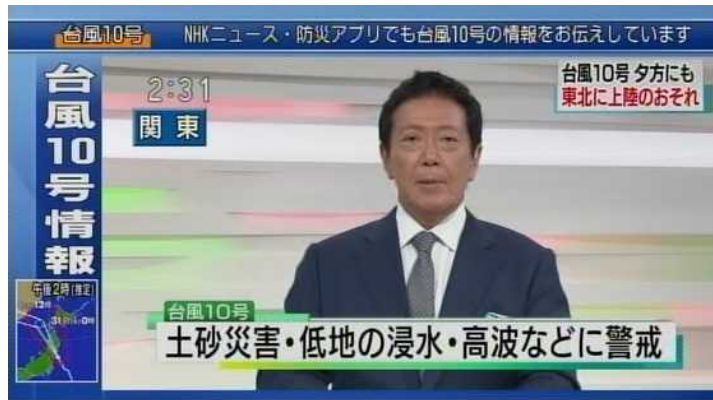 台風10号 NHKニュース・防災アプリでも台風10号の情報をお伝えしています
台風10号情報
2:31
関東
台風10号 夕方にも
東北に上陸のおそれ
午後2時(推定)
台風10号
土砂災害・低地の浸水・高波などに警戒